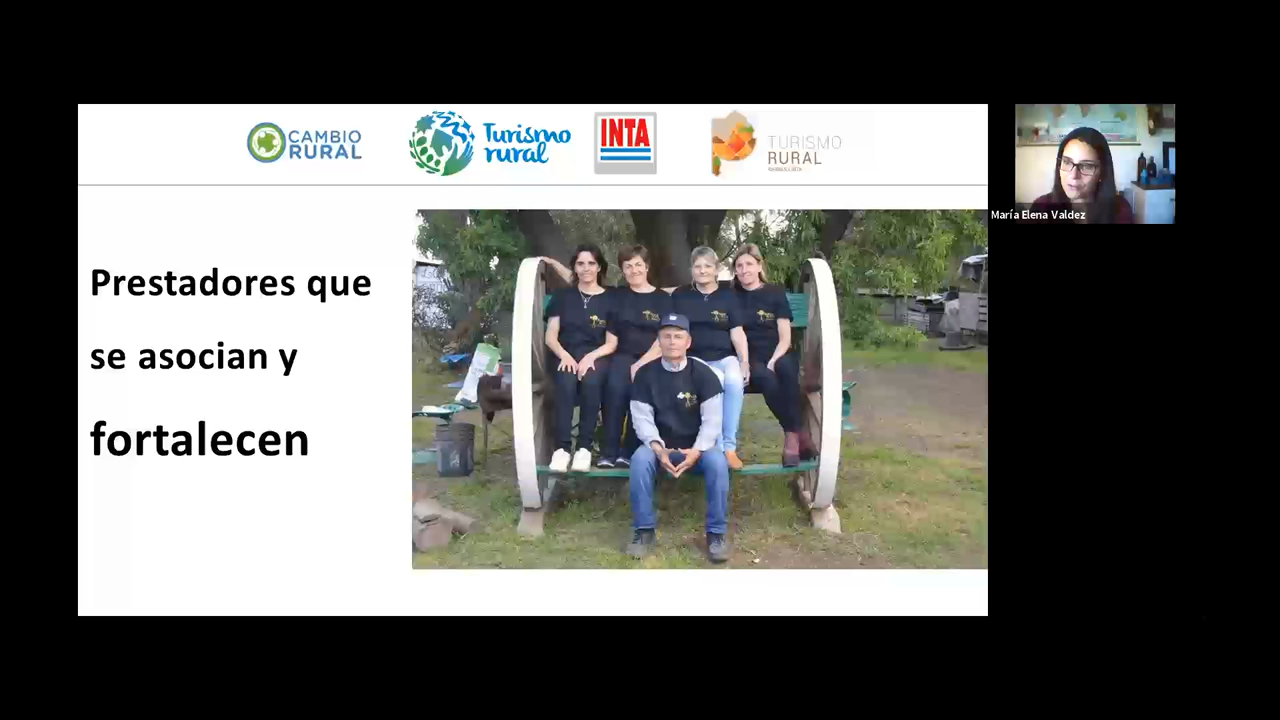 CAMBIO
RURAL
Turismo
rural
INTA
TURISMO
RURAL
María Elena Valdez
Prestadores que
se asocian y
fortalecen